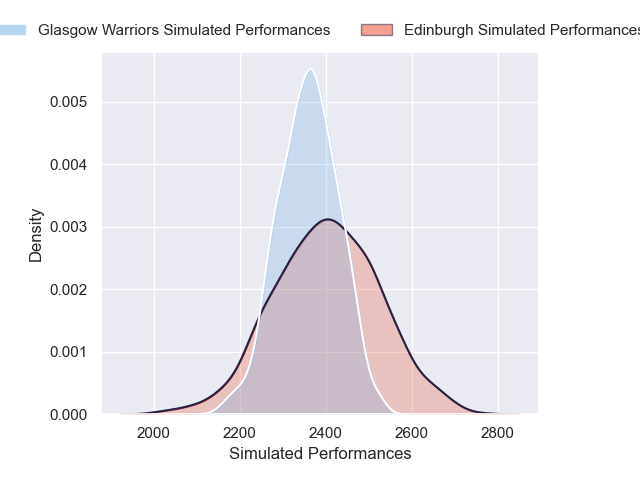 Glasgow Warriors Simulated Performances
Edinburgh Simulated Performances
0.005
0.004
0.003
0.002
0.001
0.000
Density
2000 2200 2400 2600 2800
Simulated Performances